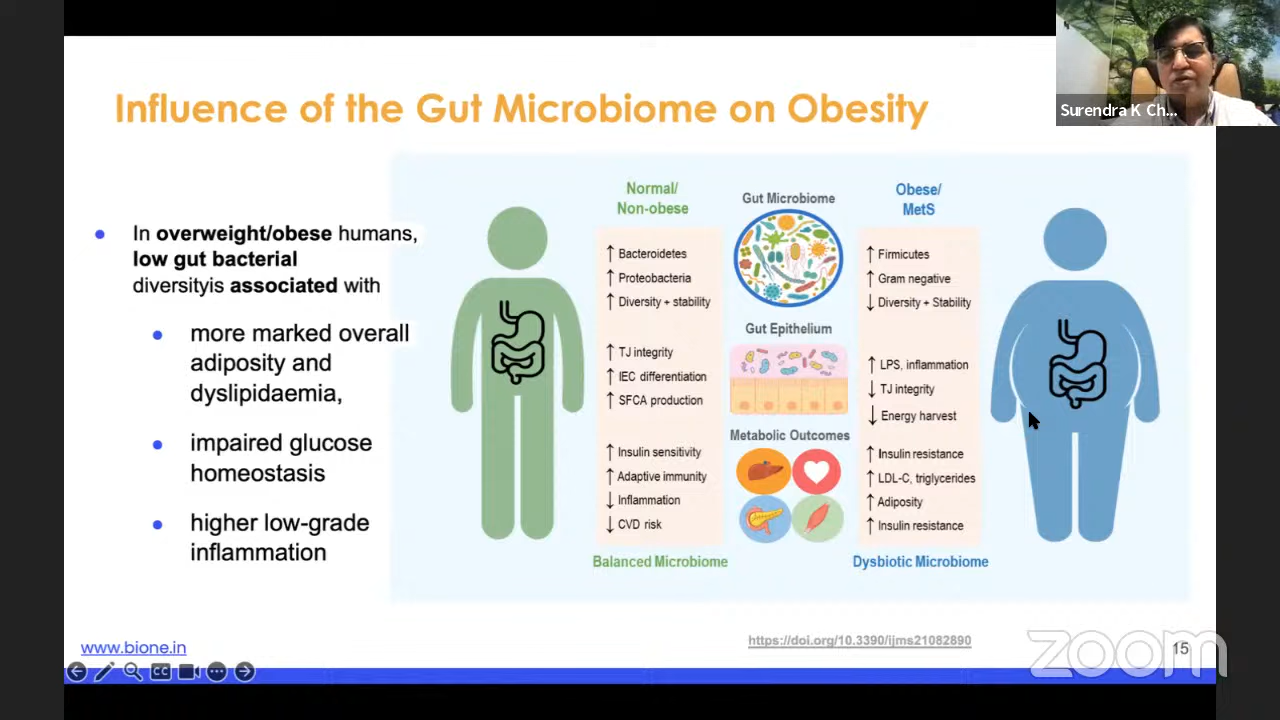 Influence of the Gut Microbiome on Obesity
Surendra K Ch...
In overweight/obese humans,
low gut bacterial
diversityis associated with
more marked overall
adiposity and
dyslipidaemia,
impaired glucose
homeostasis
higher low-grade
inflammation
Normal/
Non-obese
↑ Bacteroidetes
↑ Proteobacteria
↑ Diversity + stability
↑ TJ integrity
↑ IEC differentiation
↑ SFCA production
↑ Insulin sensitivity
↑ Adaptive immunity
↓ Inflammation
↓ CVD risk
Balanced Microbiome
Gut Microbiome
Gut Epithelium
Metabolic Outcomes
Obese/
MetS
↑ Firmicutes
↑ Gram negative
↓ Diversity + Stability
↑ LPS, inflammation
↓ TJ integrity
↓ Energy harvest
↑ Insulin resistance
↑ LDL-C, triglycerides
↑ Adiposity
↑ Insulin resistance
Dysbiotic Microbiome
www.bione.in
https://doi.org/10.3390/ijms21082890
15
zoom
CC